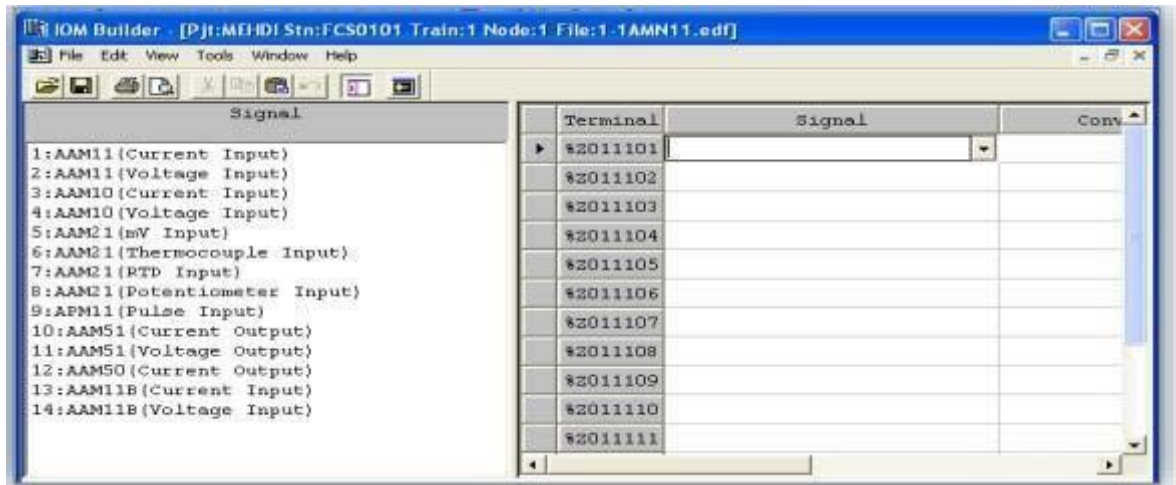 IOM Builder - [Pjt:MEHDI Stn:FCS0101 Train:1 Node:1 File:1-1AMN11.edf]
File Edit View Tools Window Help
Signal
1:AAM11(Current Input)
2:AAM11(Voltage Input)
3:AAM10(Current Input)
4:AAM10(Voltage Input)
5:AAM21(mV Input)
6:AAM21(Thermocouple Input)
7:AAM21(RTD Input)
8:AAM21(Potentiometer Input)
9:APM11(Pulse Input)
10:AAM51(Current Output)
11:AAM51(Voltage Output)
12:AAM50(Current Output)
13:AAM11B(Current Input)
14:AAM11B(Voltage Input)
Terminal Signal Conv
%Z011101
%Z011102
%Z011103
%Z011104
%Z011105
%Z011106
%Z011107
%Z011108
%Z011109
%Z011110
%Z011111